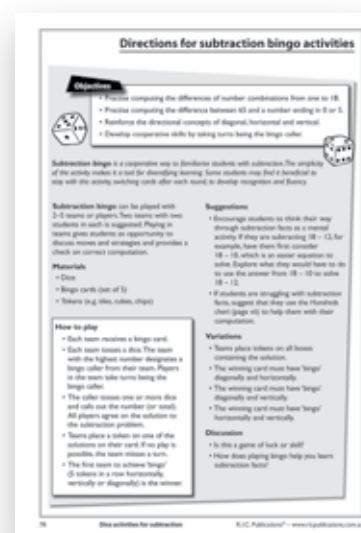 Directions for subtraction bingo activities
Objectives
• Practise computing the differences of number combinations from one to 18.
• Practise computing the difference between 65 and a number ending in 0 or 5.
• Reinforce the directional concepts of diagonal, horizontal and vertical.
• Develop cooperative skills by taking turns being the bingo caller.
Subtraction bingo is a cooperative way to familiarise students with subtraction. The simplicity
of the activity makes it a tool for diversifying learning. Some students may find it beneficial to
stay with this activity, switching cards after each round, to develop recognition and fluency.
Subtraction bingo can be played with
2–5 teams or players. Two teams with two
students in each is suggested. Playing in
teams gives students an opportunity to
discuss moves and strategies and provides a
check on correct computation.
Materials
• Dice
• Bingo cards (set of 5)
• Tokens (e.g. tiles, cubes, chips)
How to play
• Each team receives a bingo card.
• Each team tosses a dice. The team
with the highest number designates a
bingo caller from their team. Players
in the team take turns being the
bingo caller.
• The caller tosses one or more dice
and calls out the number (or total).
All players agree on the solution to
the subtraction problem.
• Teams place a token on one of the
solutions on their card. If no play is
possible, the team misses a turn.
• The first team to achieve 'bingo'
(5 tokens in a row horizontally,
vertically or diagonally) is the winner.
Suggestions
• Encourage students to think their way
through subtraction facts as a mental
activity. If they are subtracting 18 – 12, for
example, have them first consider
18 – 10, which is an easier equation to
solve. Explore what they would have to do
to use the answer from 18 – 10 to solve
18 – 12.
• If students are struggling with subtraction
facts, suggest that they use the Hundreds
chart (page vii) to help them with their
computation.
Variations
• Teams place tokens on all boxes
containing the solution.
• The winning card must have 'bingo'
diagonally and horizontally.
• The winning card must have 'bingo'
diagonally and vertically.
• The winning card must have 'bingo'
horizontally and vertically.
Discussion
• Is this a game of luck or skill?
• How does playing bingo help you learn
subtraction facts?
Dice activities for subtraction
R.I.C. Publications® – www.ricpublications.com.au